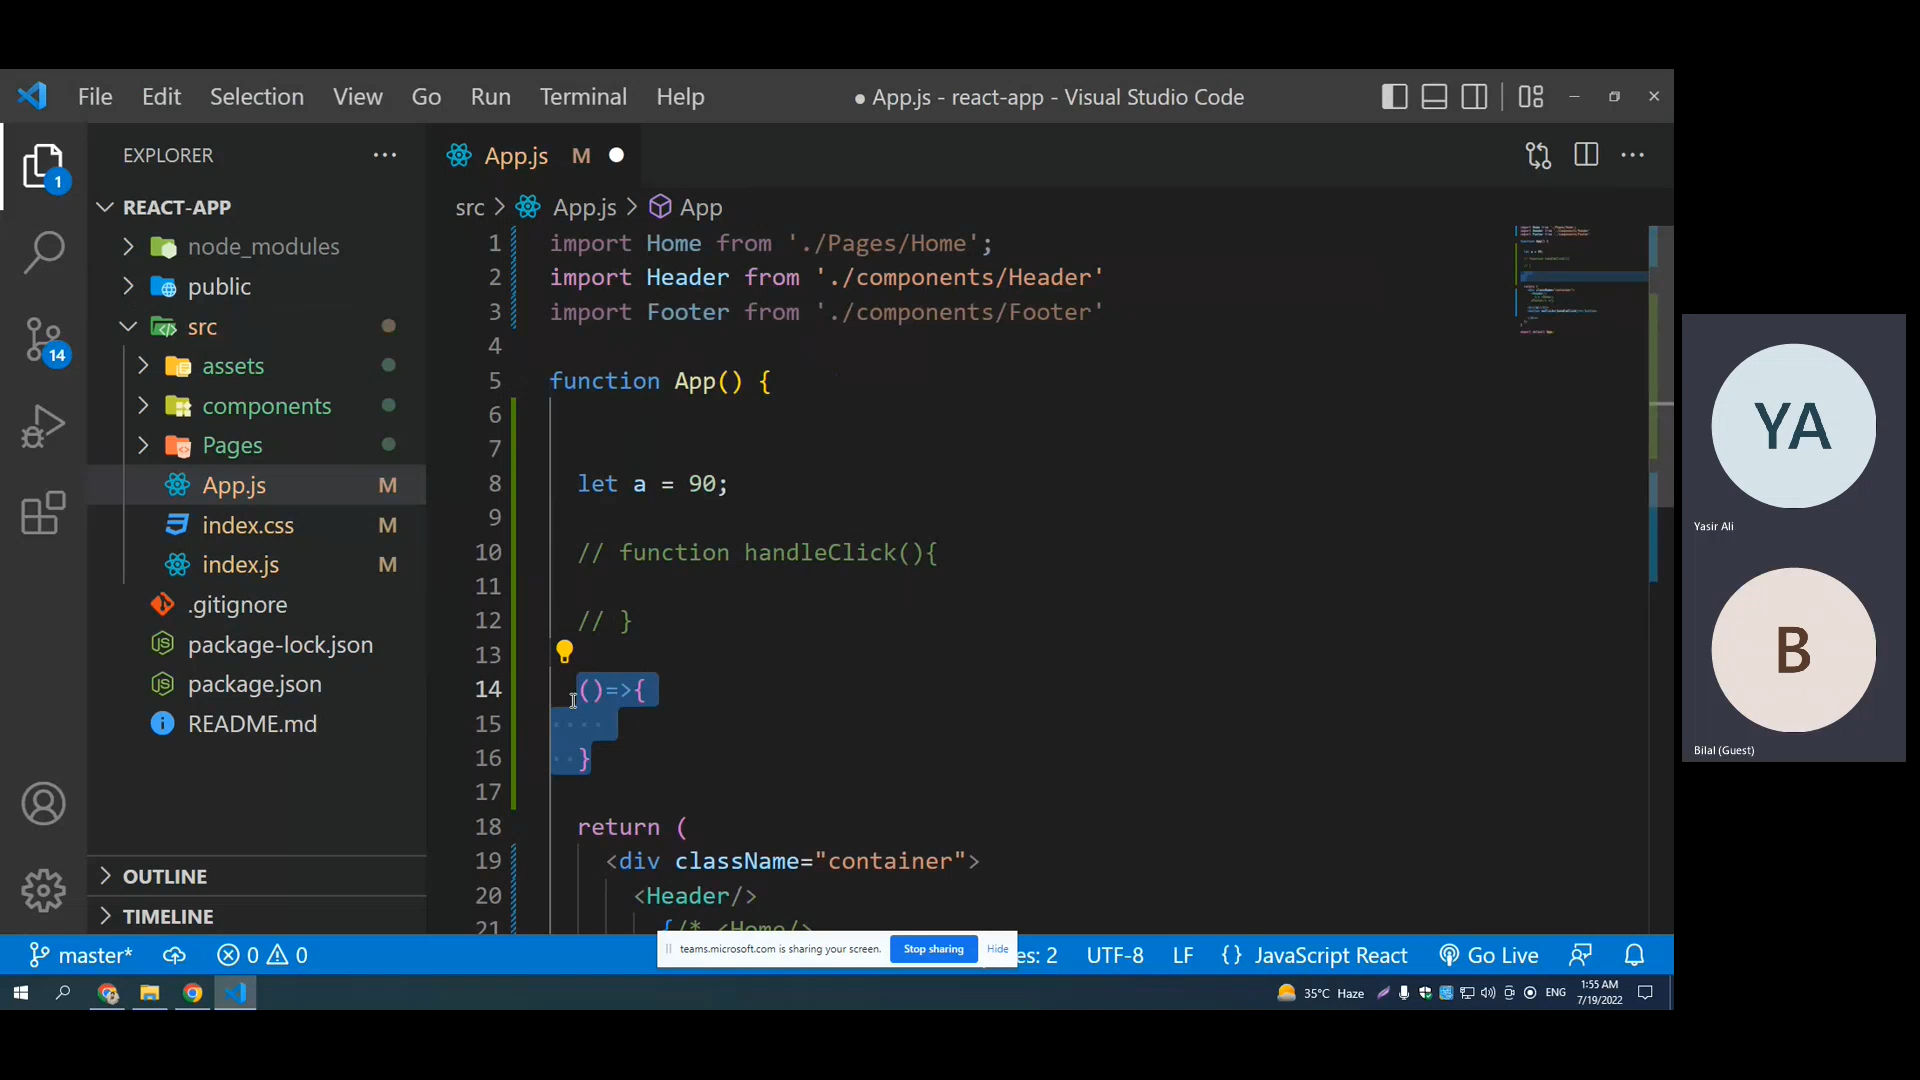 File Edit Selection View Go Run Terminal Help
● App.js - react-app - Visual Studio Code
EXPLORER
App.js M
REACT-APP
src > App.js > App
node_modules
public
src
assets
components
Pages
App.js M
index.css M
index.js M
.gitignore
package-lock.json
package.json
README.md
OUTLINE
TIMELINE
1
14
1 import Home from './Pages/Home';
2 import Header from './components/Header'
3 import Footer from './components/Footer'
4
5 function App() {
6
7
8 let a = 90;
9
10 // function handleClick(){
11
12 // }
13
14 ()=>{
15
16 }
17
18 return (
19 <div className="container">
20 <Header/>
21 {/* <Home/>
YA
Yasir Ali
B
Bilal (Guest)
teams.microsoft.com is sharing your screen. Stop sharing Hide
master* 0 0 es: 2 UTF-8 LF {} JavaScript React Go Live
35°C Haze ENG 1:55 AM
7/19/2022